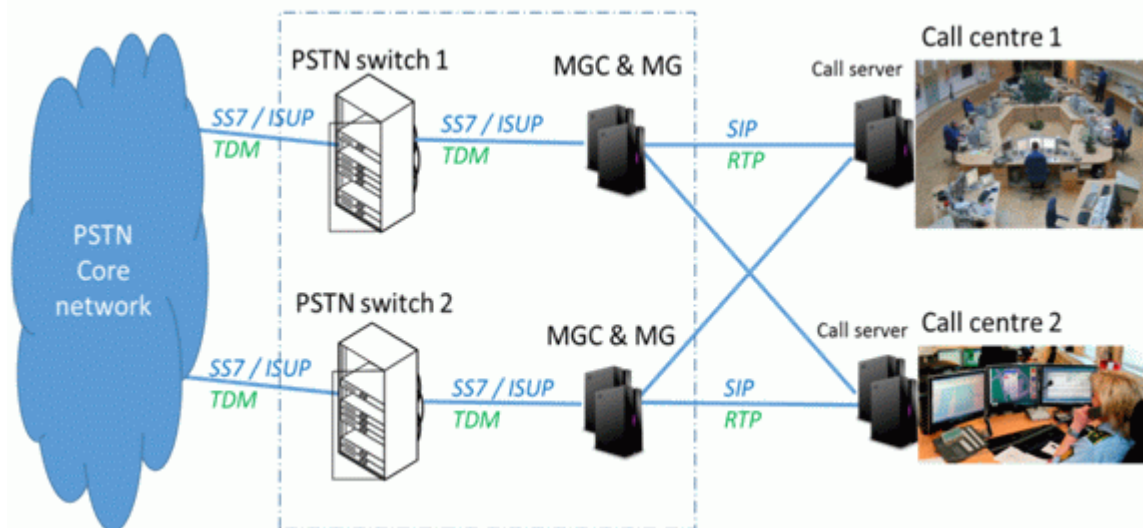 PSTN
Core
network
SS7 / ISUP
TDM
PSTN switch 1
SS7 / ISUP
TDM
MGC & MG
SIP
RTP
Call server
Call centre 1
SS7 / ISUP
TDM
PSTN switch 2
SS7 / ISUP
TDM
MGC & MG
SIP
RTP
Call server
Call centre 2